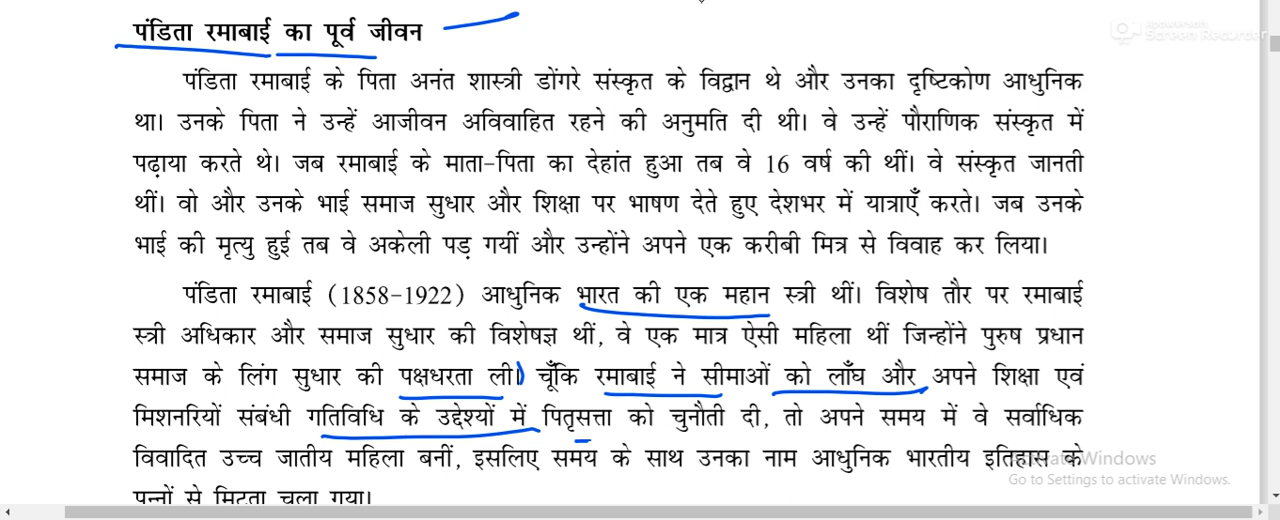 पंडिता रमाबाई का पूर्व जीवन
पंडिता रमाबाई के पिता अनंत शास्त्री डोंगरे संस्कृत के विद्वान थे और उनका दृष्टिकोण आधुनिक
था। उनके पिता ने उन्हें आजीवन अविवाहित रहने की अनुमति दी थी। वे उन्हें पौराणिक संस्कृत में
पढ़ाया करते थे। जब रमाबाई के माता-पिता का देहांत हुआ तब वे 16 वर्ष की थीं। वे संस्कृत जानती
थीं। वो और उनके भाई समाज सुधार और शिक्षा पर भाषण देते हुए देशभर में यात्राएँ करते। जब उनके
भाई की मृत्यु हुई तब वे अकेली पड़ गयीं और उन्होंने अपने एक करीबी मित्र से विवाह कर लिया।
पंडिता रमाबाई (1858-1922) आधुनिक भारत की एक महान स्त्री थीं। विशेष तौर पर रमाबाई
स्त्री अधिकार और समाज सुधार की विशेषज्ञ थीं, वे एक मात्र ऐसी महिला थीं जिन्होंने पुरुष प्रधान
समाज के लिंग सुधार की पक्षधरता ली। चूँकि रमाबाई ने सीमाओं को लाँघ और अपने शिक्षा एवं
मिशनरियों संबंधी गतिविधि के उद्देश्यों में पितृसत्ता को चुनौती दी, तो अपने समय में वे सर्वाधिक
विवादित उच्च जातीय महिला बनीं, इसलिए समय के साथ उनका नाम आधुनिक भारतीय इतिहास के
पन्नों से मिटता चला गया।
Apowersoft
Screen Recorder
Activate Windows
Go to Settings to activate Windows.